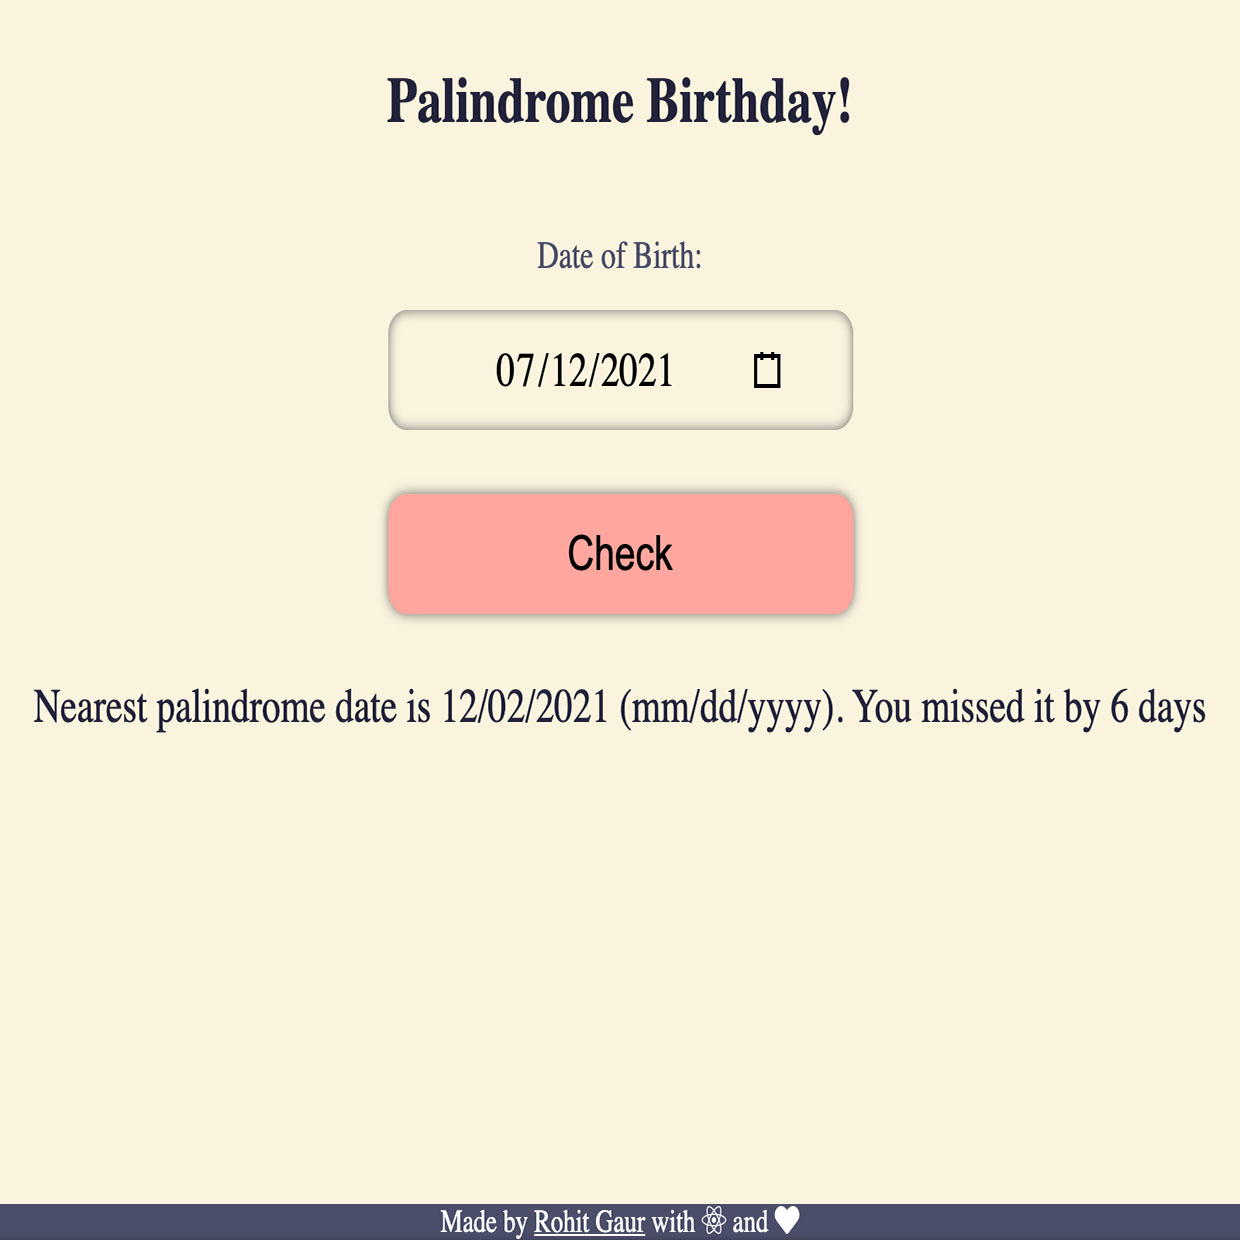 Palindrome Birthday!
Date of Birth:
07/12/2021
Check
Nearest palindrome date is 12/02/2021 (mm/dd/yyyy). You missed it by 6 days
Made by Rohit Gaur with ⚛ and ♥